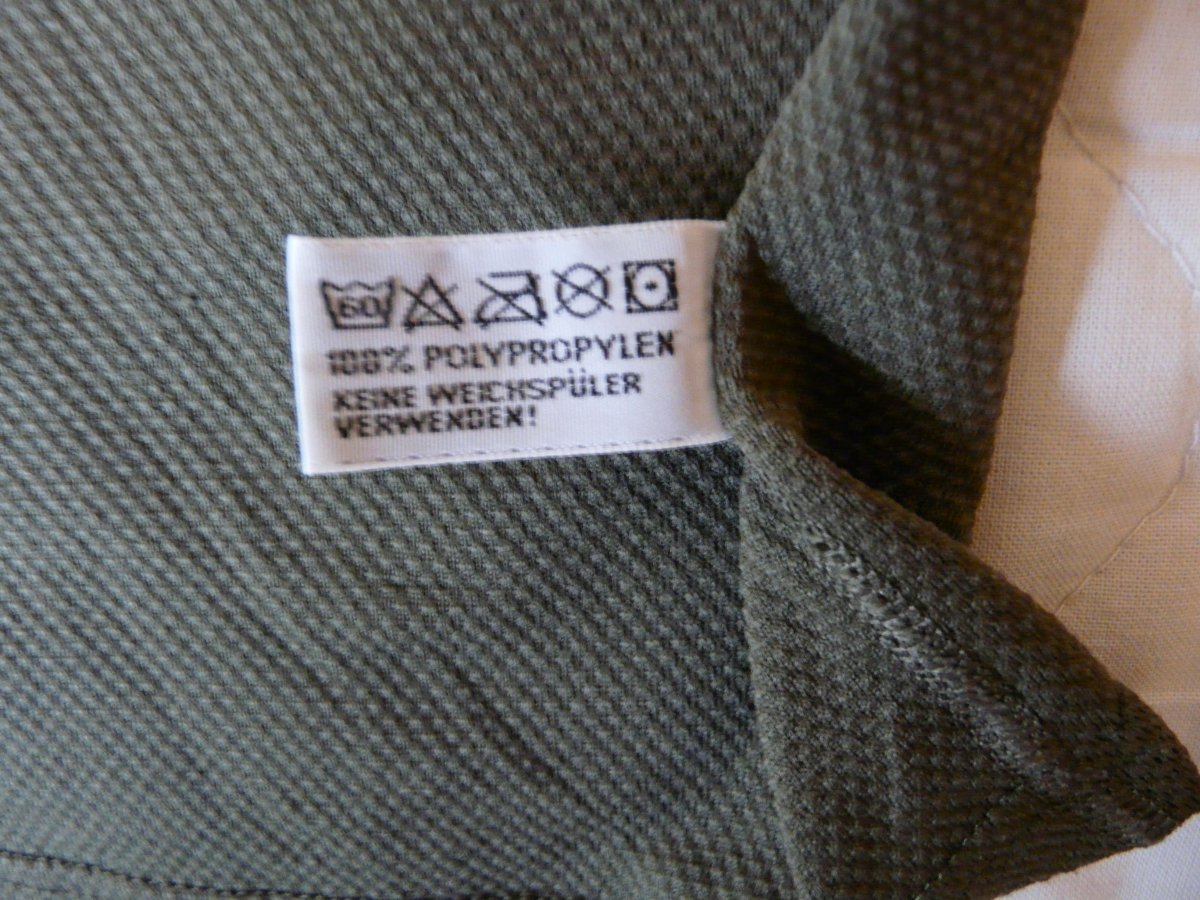 60
100% POLYPROPYLEN
KEINE WEICHSPÜLER
VERWENDEN!